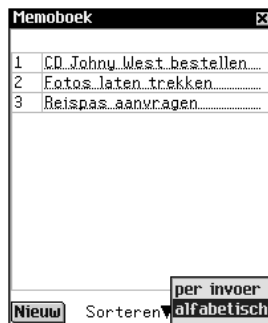 Memoboek
1 CD Johny West bestellen
2 Fotos laten trekken
3 Reispas aanvragen
per invoer
Nieuw Sorteren alfabetisch